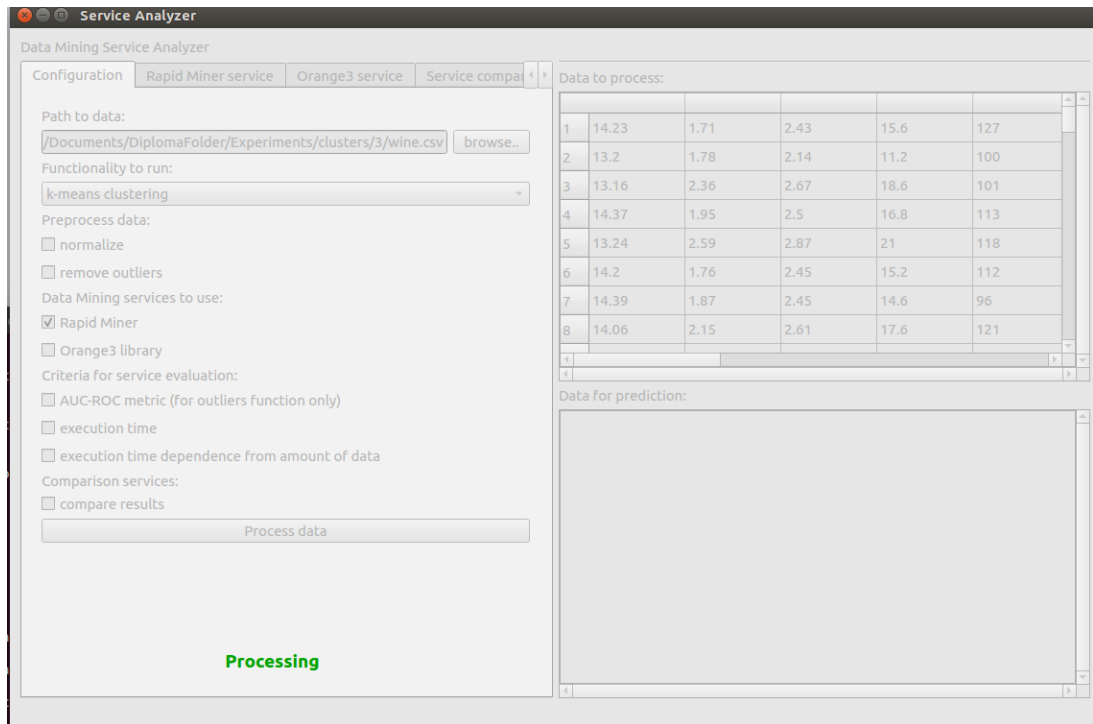 Service Analyzer
Data Mining Service Analyzer
Configuration Rapid Miner service Orange3 service Service compar
Path to data:
/Documents/DiplomaFolder/Experiments/clusters/3/wine.csv browse..
Functionality to run:
k-means clustering
Preprocess data:
normalize
remove outliers
Data Mining services to use:
Rapid Miner
Orange3 library
Criteria for service evaluation:
AUC-ROC metric (for outliers function only)
execution time
execution time dependence from amount of data
Comparison services:
compare results
Process data
Processing
Data to process:
1 14.23 1.71 2.43 15.6 127
2 13.2 1.78 2.14 11.2 100
3 13.16 2.36 2.67 18.6 101
4 14.37 1.95 2.5 16.8 113
5 13.24 2.59 2.87 21 118
6 14.2 1.76 2.45 15.2 112
7 14.39 1.87 2.45 14.6 96
8 14.06 2.15 2.61 17.6 121
Data for prediction: